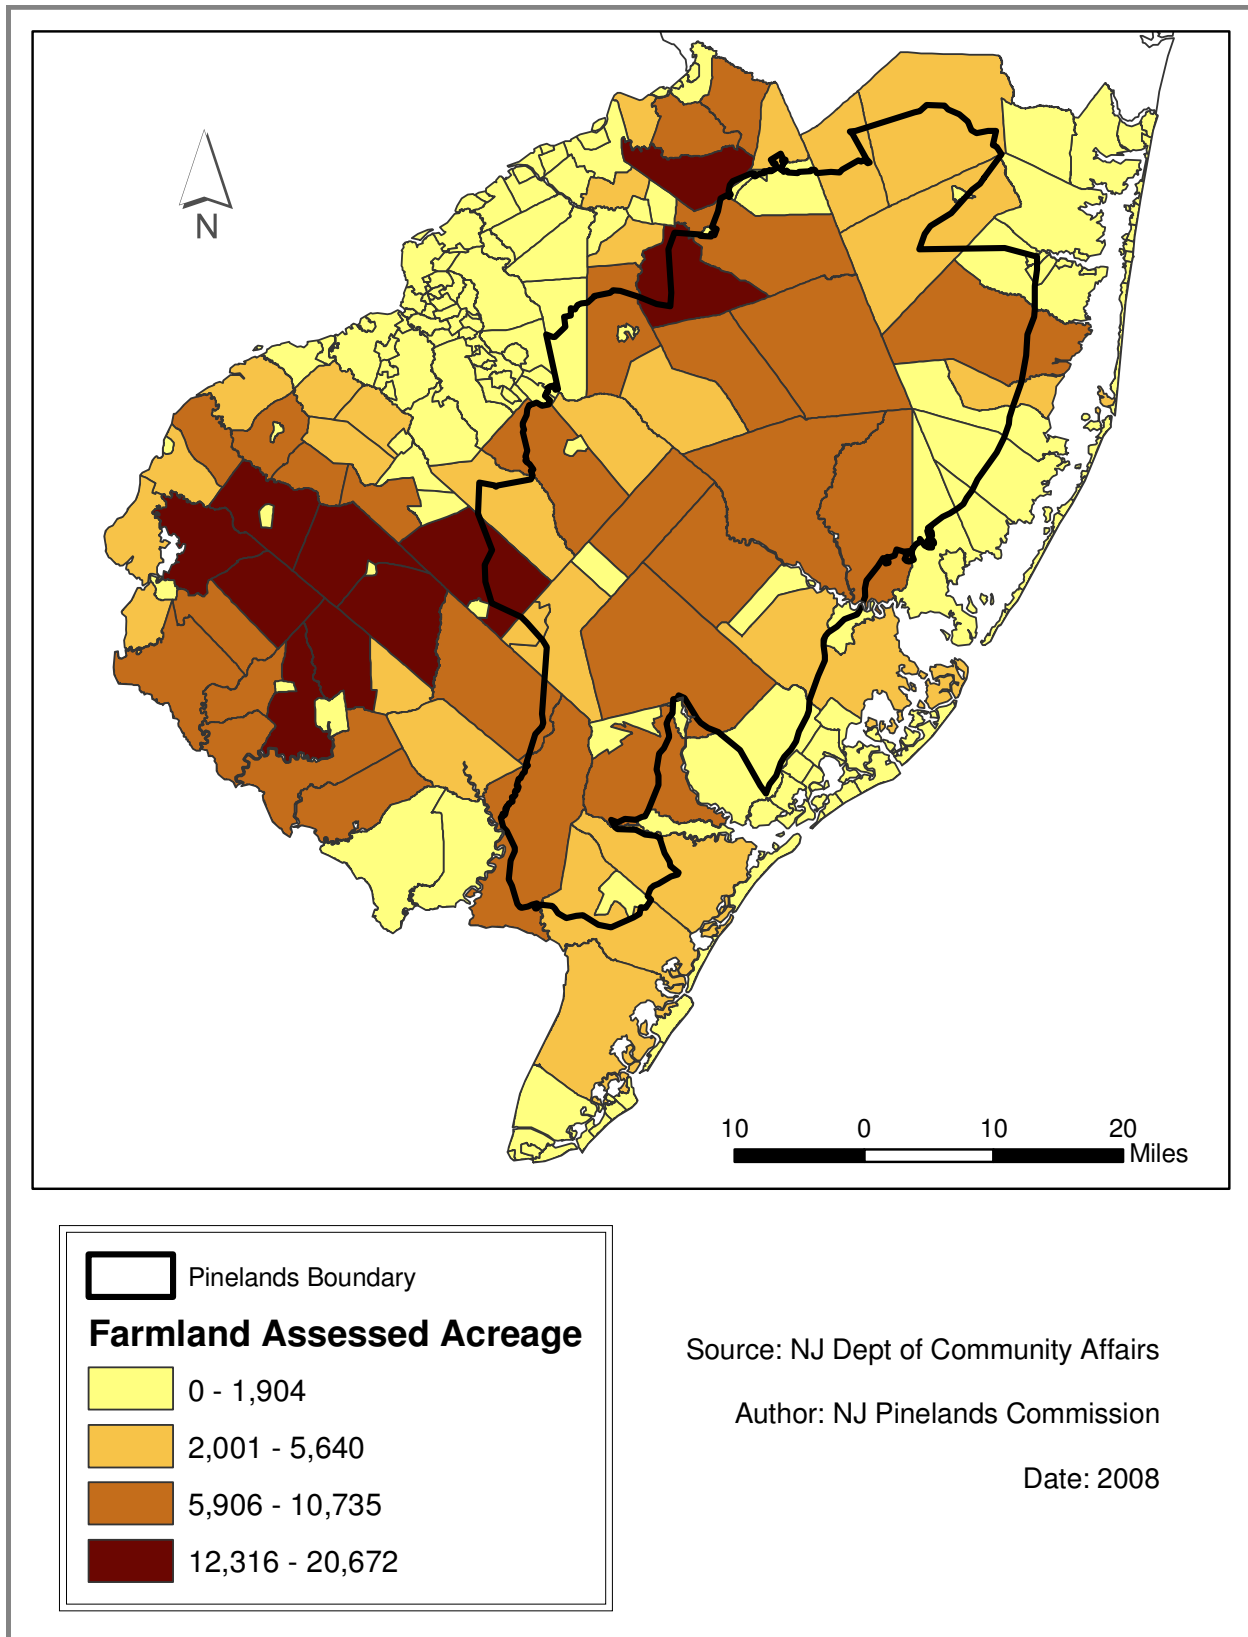 N
10 0 10 20
Miles
Pinelands Boundary
Farmland Assessed Acreage
0 - 1,904
2,001 - 5,640
5,906 - 10,735
12,316 - 20,672
Source: NJ Dept of Community Affairs
Author: NJ Pinelands Commission
Date: 2008